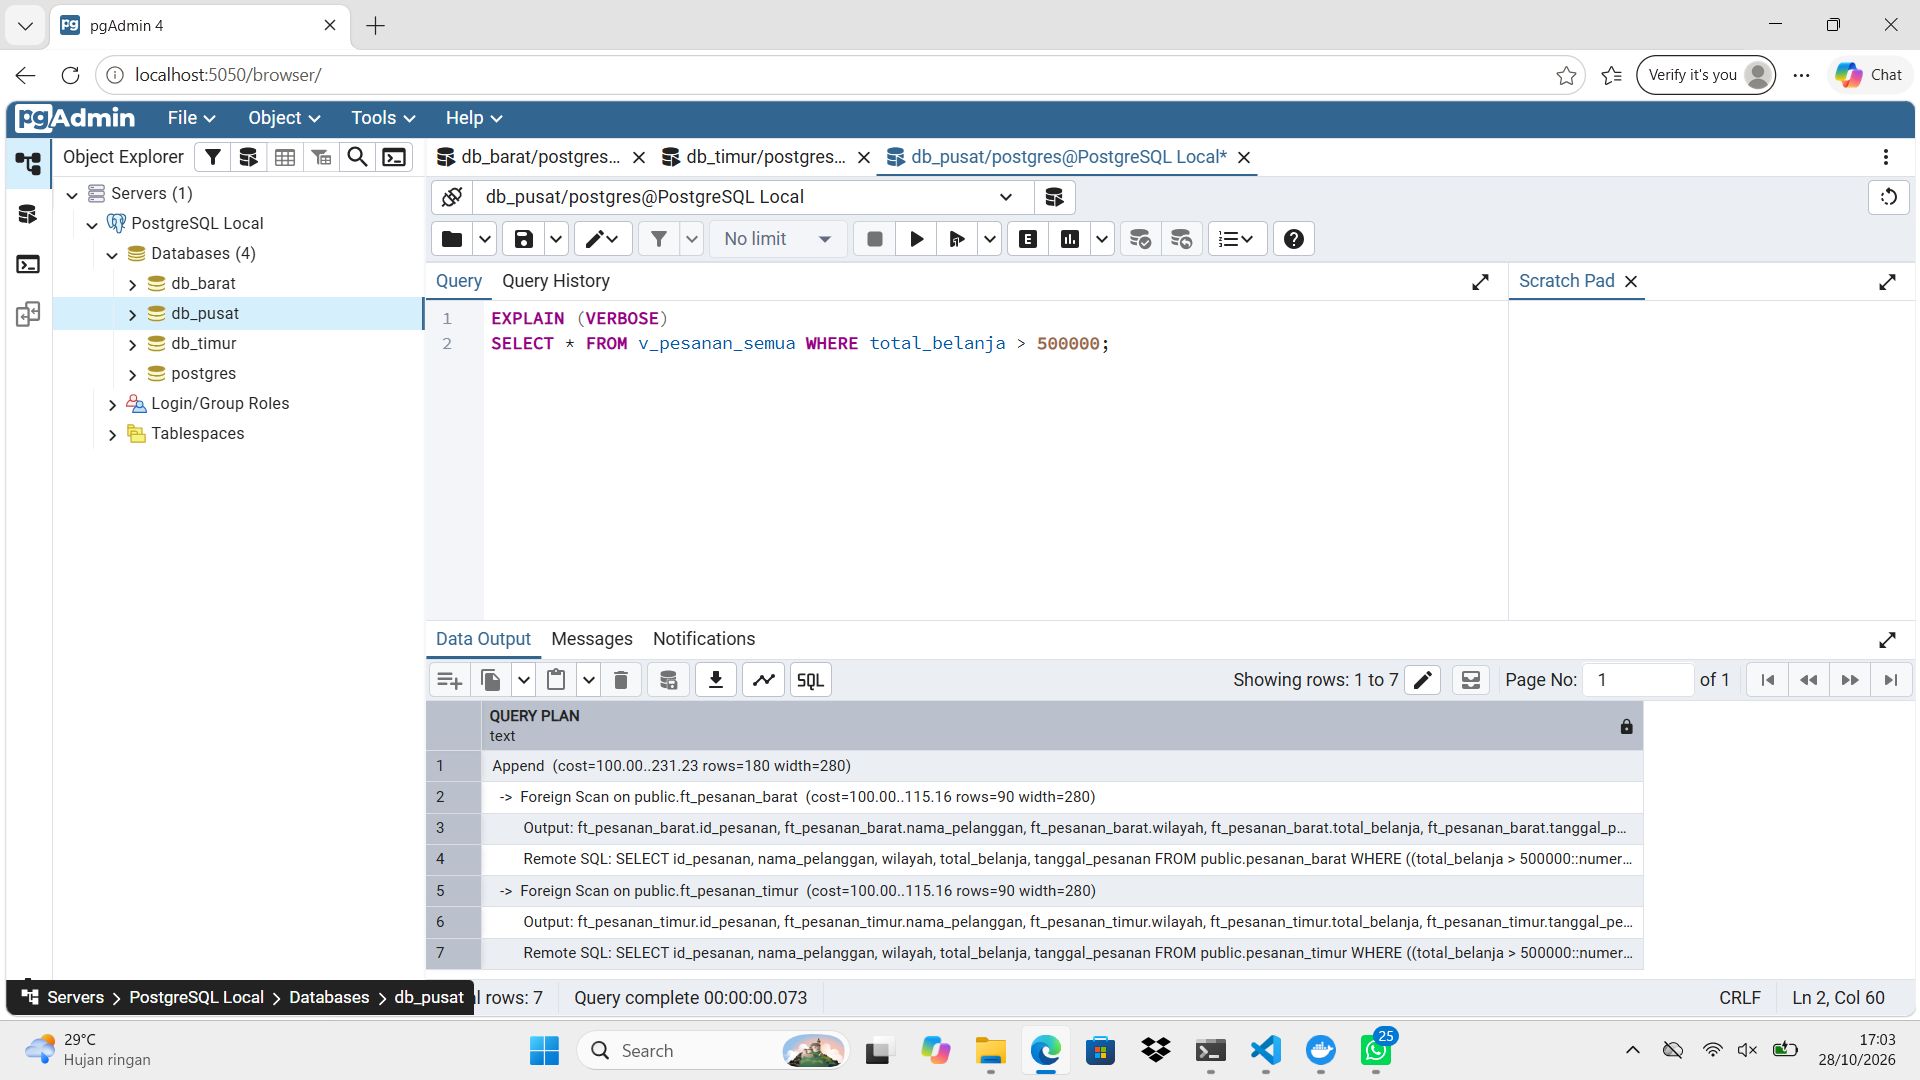 pgAdmin 4
localhost:5050/browser/
Verify it's you
Chat
pgAdmin File Object Tools Help
Object Explorer
db_barat/postgres...
db_timur/postgres...
db_pusat/postgres@PostgreSQL Local*
Servers (1)
PostgreSQL Local
Databases (4)
db_barat
db_pusat
db_timur
postgres
Login/Group Roles
Tablespaces
db_pusat/postgres@PostgreSQL Local
No limit
E
Query Query History
Scratch Pad
1 EXPLAIN (VERBOSE)
2 SELECT * FROM v_pesanan_semua WHERE total_belanja > 500000;
Data Output Messages Notifications
SQL
Showing rows: 1 to 7
Page No: 1 of 1
QUERY PLAN
text
1 Append (cost=100.00..231.23 rows=180 width=280)
2 -> Foreign Scan on public.ft_pesanan_barat (cost=100.00..115.16 rows=90 width=280)
3 Output: ft_pesanan_barat.id_pesanan, ft_pesanan_barat.nama_pelanggan, ft_pesanan_barat.wilayah, ft_pesanan_barat.total_belanja, ft_pesanan_barat.tanggal_p...
4 Remote SQL: SELECT id_pesanan, nama_pelanggan, wilayah, total_belanja, tanggal_pesanan FROM public.pesanan_barat WHERE ((total_belanja > 500000::numer...
5 -> Foreign Scan on public.ft_pesanan_timur (cost=100.00..115.16 rows=90 width=280)
6 Output: ft_pesanan_timur.id_pesanan, ft_pesanan_timur.nama_pelanggan, ft_pesanan_timur.wilayah, ft_pesanan_timur.total_belanja, ft_pesanan_timur.tanggal_pe...
7 Remote SQL: SELECT id_pesanan, nama_pelanggan, wilayah, total_belanja, tanggal_pesanan FROM public.pesanan_timur WHERE ((total_belanja > 500000::numer...
Servers > PostgreSQL Local > Databases > db_pusat
l rows: 7
Query complete 00:00:00.073
CRLF
Ln 2, Col 60
29°C
Hujan ringan
Search
25
17:03
28/10/2026